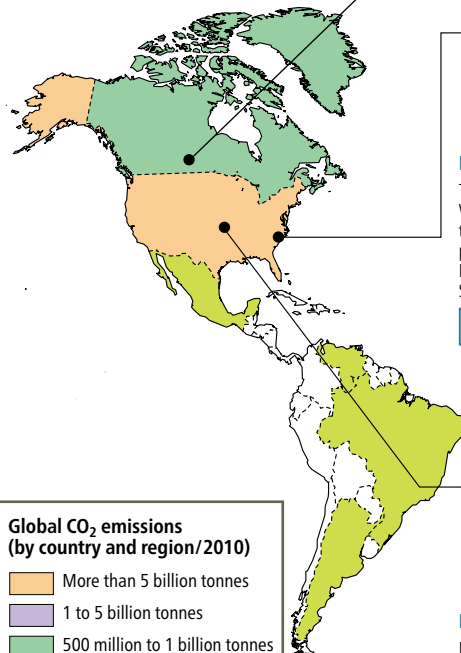 Global CO₂ emissions
(by country and region/2010)
More than 5 billion tonnes
1 to 5 billion tonnes
500 million to 1 billion tonnes